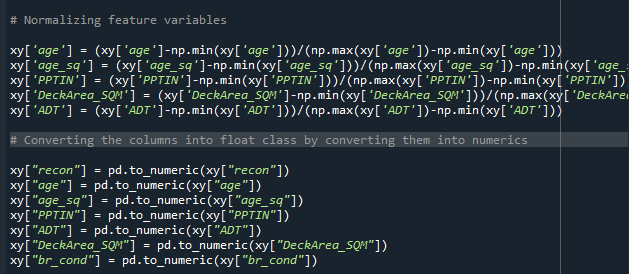 # Normalizing feature variables
xy['age'] = (xy['age']-np.min(xy['age']))/(np.max(xy['age'])-np.min(xy['age']))
xy['age_sq'] = (xy['age_sq']-np.min(xy['age_sq']))/(np.max(xy['age_sq'])-np.min(xy['age_s
xy['PPTIN'] = (xy['PPTIN']-np.min(xy['PPTIN']))/(np.max(xy['PPTIN'])-np.min(xy['PPTIN'])
xy['DeckArea_SQM'] = (xy['DeckArea_SQM']-np.min(xy['DeckArea_SQM']))/(np.max(xy['DeckAre
xy['ADT'] = (xy['ADT']-np.min(xy['ADT']))/(np.max(xy['ADT'])-np.min(xy['ADT']))
# Converting the columns into float class by converting them into numerics
xy["recon"] = pd.to_numeric(xy["recon"])
xy["age"] = pd.to_numeric(xy["age"])
xy["age_sq"] = pd.to_numeric(xy["age_sq"])
xy["PPTIN"] = pd.to_numeric(xy["PPTIN"])
xy["ADT"] = pd.to_numeric(xy["ADT"])
xy["DeckArea_SQM"] = pd.to_numeric(xy["DeckArea_SQM"])
xy["br_cond"] = pd.to_numeric(xy["br_cond"])